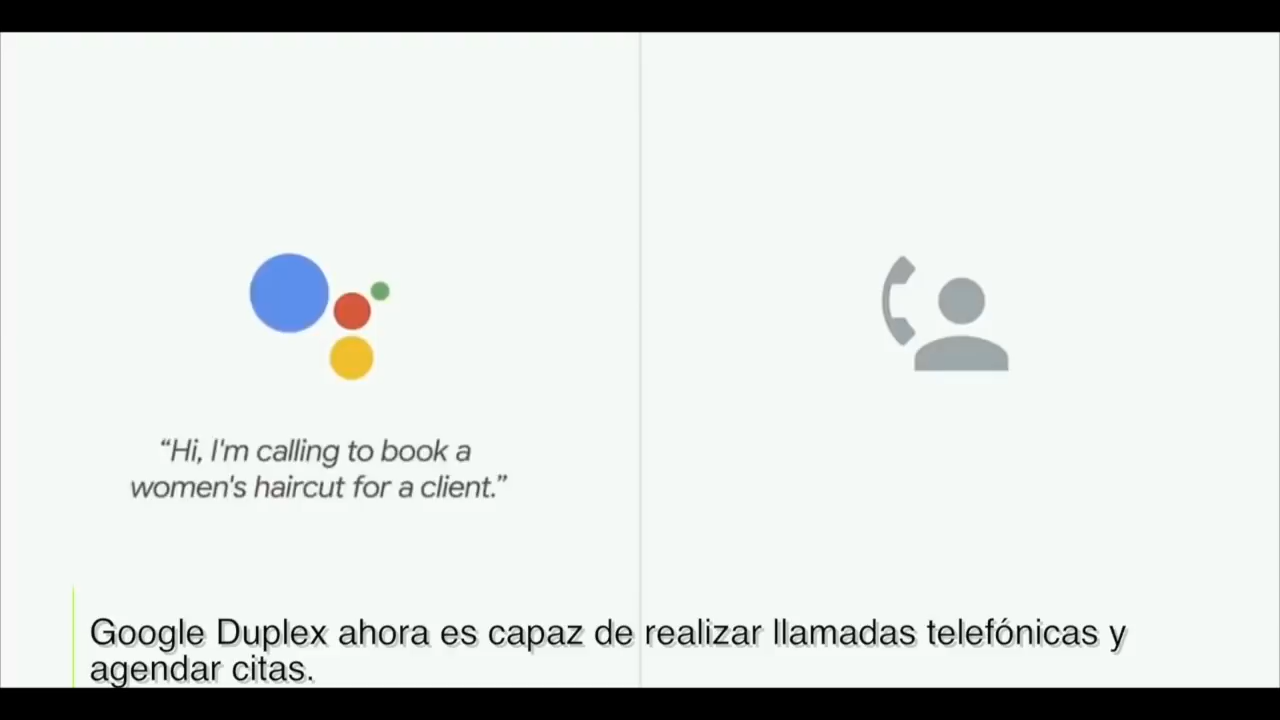 “Hi, I'm calling to book a
women's haircut for a client.”
Google Duplex ahora es capaz de realizar llamadas telefónicas y
agendar citas.